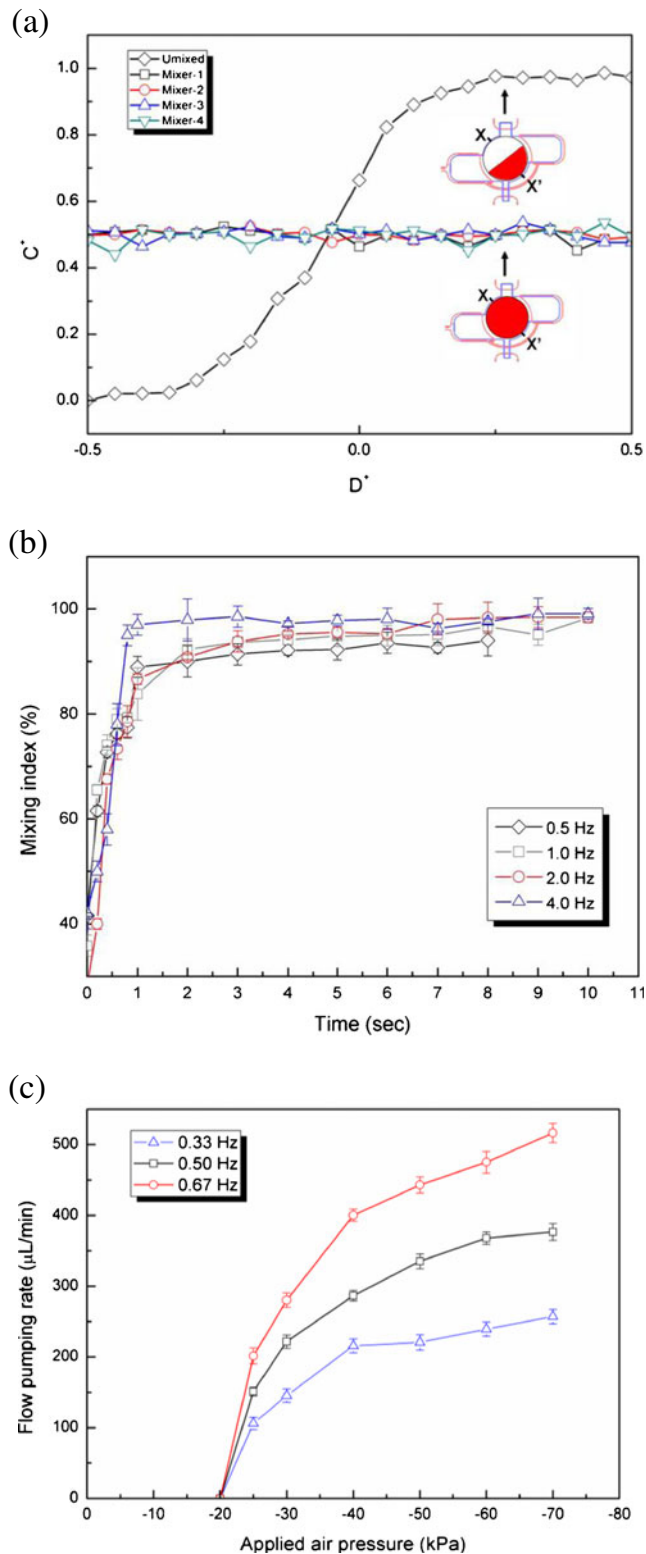 (a)
Umixed
Mixer-1
Mixer-2
Mixer-3
Mixer-4
1.0
0.8
0.6
0.4
0.2
0.0
C*
X
X'
X
X'
-0.5
0.0
0.5
D*
(b)
100
80
60
40
Mixing index (%)
0.5 Hz
1.0 Hz
2.0 Hz
4.0 Hz
0 1 2 3 4 5 6 7 8 9 10 11
Time (sec)
(c)
500
400
300
200
100
0
Flow pumping rate (μL/min)
0.33 Hz
0.50 Hz
0.67 Hz
0 -10 -20 -30 -40 -50 -60 -70 -80
Applied air pressure (kPa)